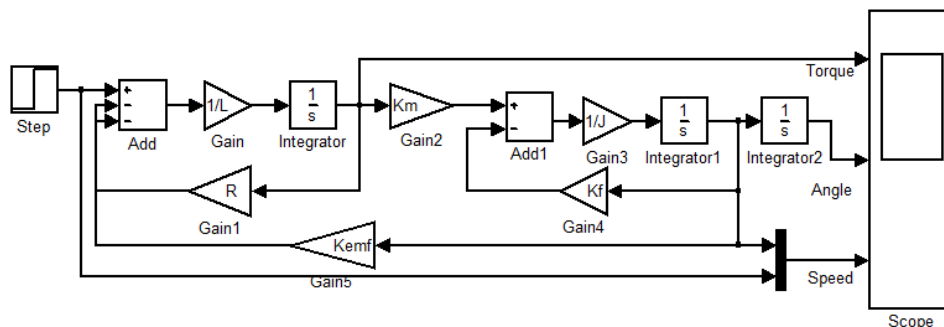 Step
+
−
−
Add
1/L
Gain
1
s
Integrator
Km
Gain2
+
−
Add1
1/J
Gain3
1
s
Integrator1
1
s
Integrator2
Torque
Angle
Speed
Scope
R
Gain1
Kf
Gain4
Kemf
Gain5